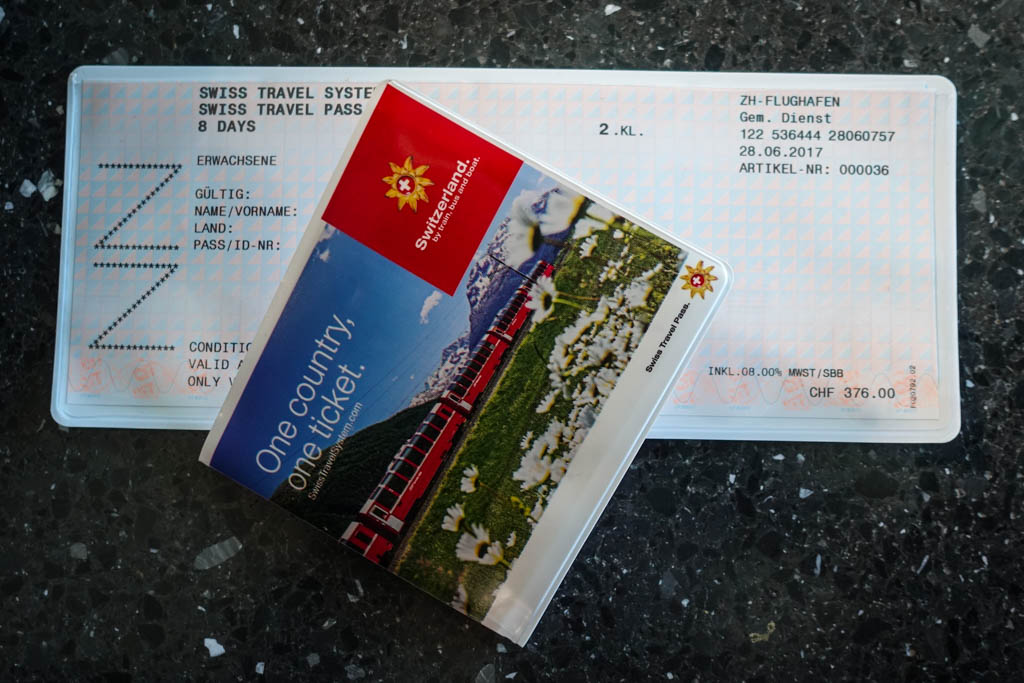 SWISS TRAVEL SYSTE
SWISS TRAVEL PASS
8 DAYS
2.KL.
ZH-FLUGHAFEN
Gem. Dienst
122 536444 28060757
28.06.2017
ARTIKEL-NR: 000036
ERWACHSENE
GÜLTIG:
NAME/VORNAME:
LAND:
PASS/ID-NR:
CONDITIO
VALID A
ONLY V
INKL.08.00% MWST/SBB
CHF 376.00
Switzerland.
by train, bus and boat.
One country,
one ticket.
SwissTravelSystem.com
Swiss Travel Pass.